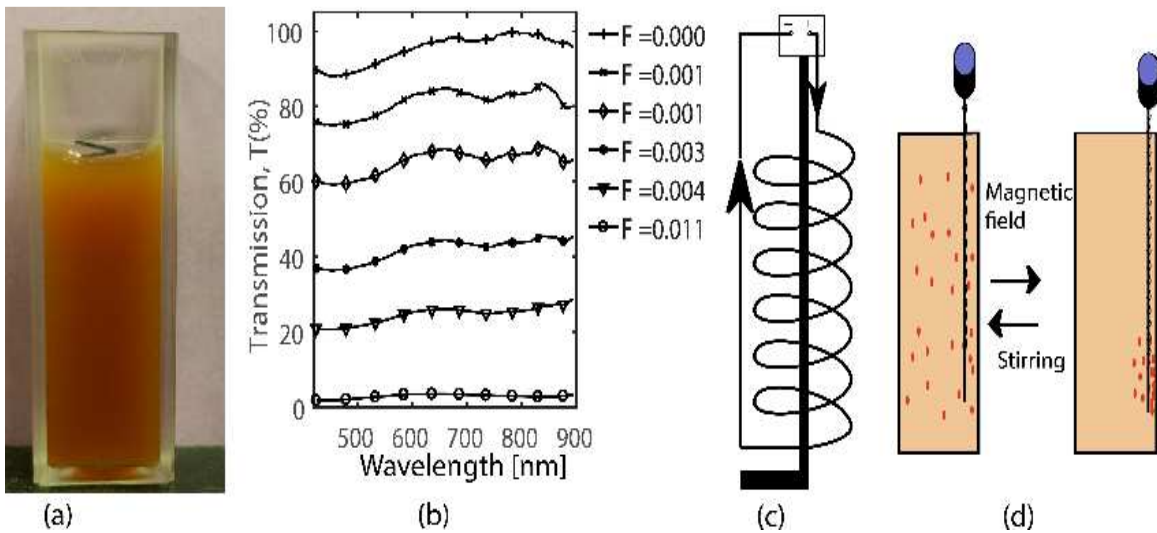 100
80
60
40
20
0
Transmission, T(%)
500 600 700 800 900
Wavelength [nm]
F =0.000
F =0.001
F =0.001
F =0.003
F =0.004
F =0.011
Magnetic
field
Stirring
(a)
(b)
(c)
(d)